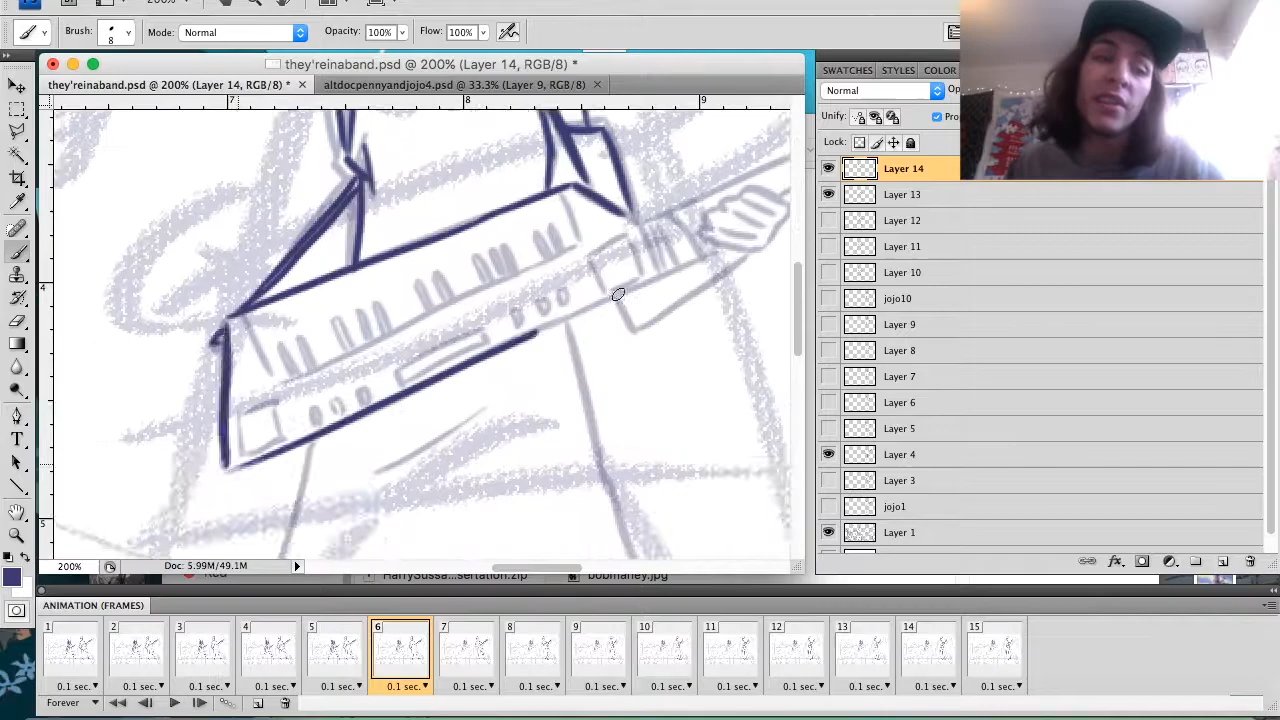 200%
Brush:
8
Mode: Normal
Opacity: 100%
Flow: 100%
they'reinaband.psd @ 200% (Layer 14, RGB/8) *
they'reinaband.psd @ 200% (Layer 14, RGB/8) *
altdocpennyandjojo4.psd @ 33.3% (Layer 9, RGB/8)
7 8 9
4
5
200%
Doc: 5.99M/49.1M
SWATCHES STYLES COLOR
Normal
Unify:
Lock:
Layer 14
Layer 13
Layer 12
Layer 11
Layer 10
jojo10
Layer 9
Layer 8
Layer 7
Layer 6
Layer 5
Layer 4
Layer 3
jojo1
Layer 1
ANIMATION (FRAMES)
1 2 3 4 5 6 7 8 9 10 11 12 13 14 15
0.1 sec. 0.1 sec. 0.1 sec. 0.1 sec. 0.1 sec. 0.1 sec. 0.1 sec. 0.1 sec. 0.1 sec. 0.1 sec. 0.1 sec. 0.1 sec. 0.1 sec. 0.1 sec. 0.1 sec.
Forever